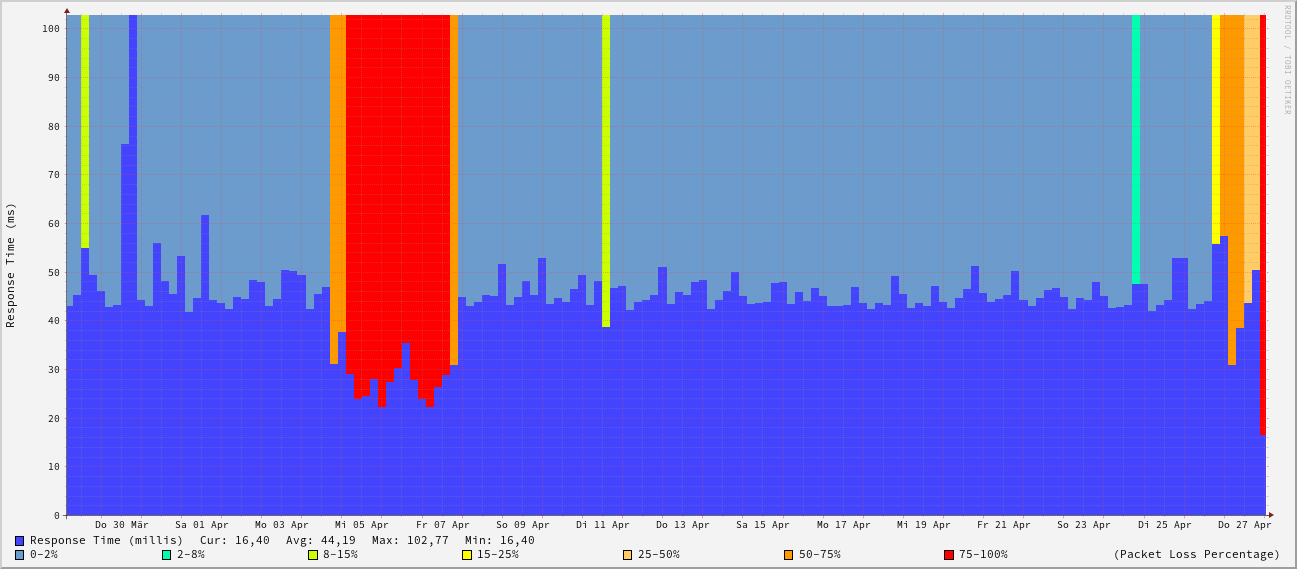 RRDTOOL / TOBI OETIKER
Response Time (ms)
100
90
80
70
60
50
40
30
20
10
0
Do 30 Mär Sa 01 Apr Mo 03 Apr Mi 05 Apr Fr 07 Apr So 09 Apr Di 11 Apr Do 13 Apr Sa 15 Apr Mo 17 Apr Mi 19 Apr Fr 21 Apr So 23 Apr Di 25 Apr Do 27 Apr
Response Time (millis) Cur: 16,40 Avg: 44,19 Max: 102,77 Min: 16,40
0-2% 2-8% 8-15% 15-25% 25-50% 50-75% 75-100% (Packet Loss Percentage)